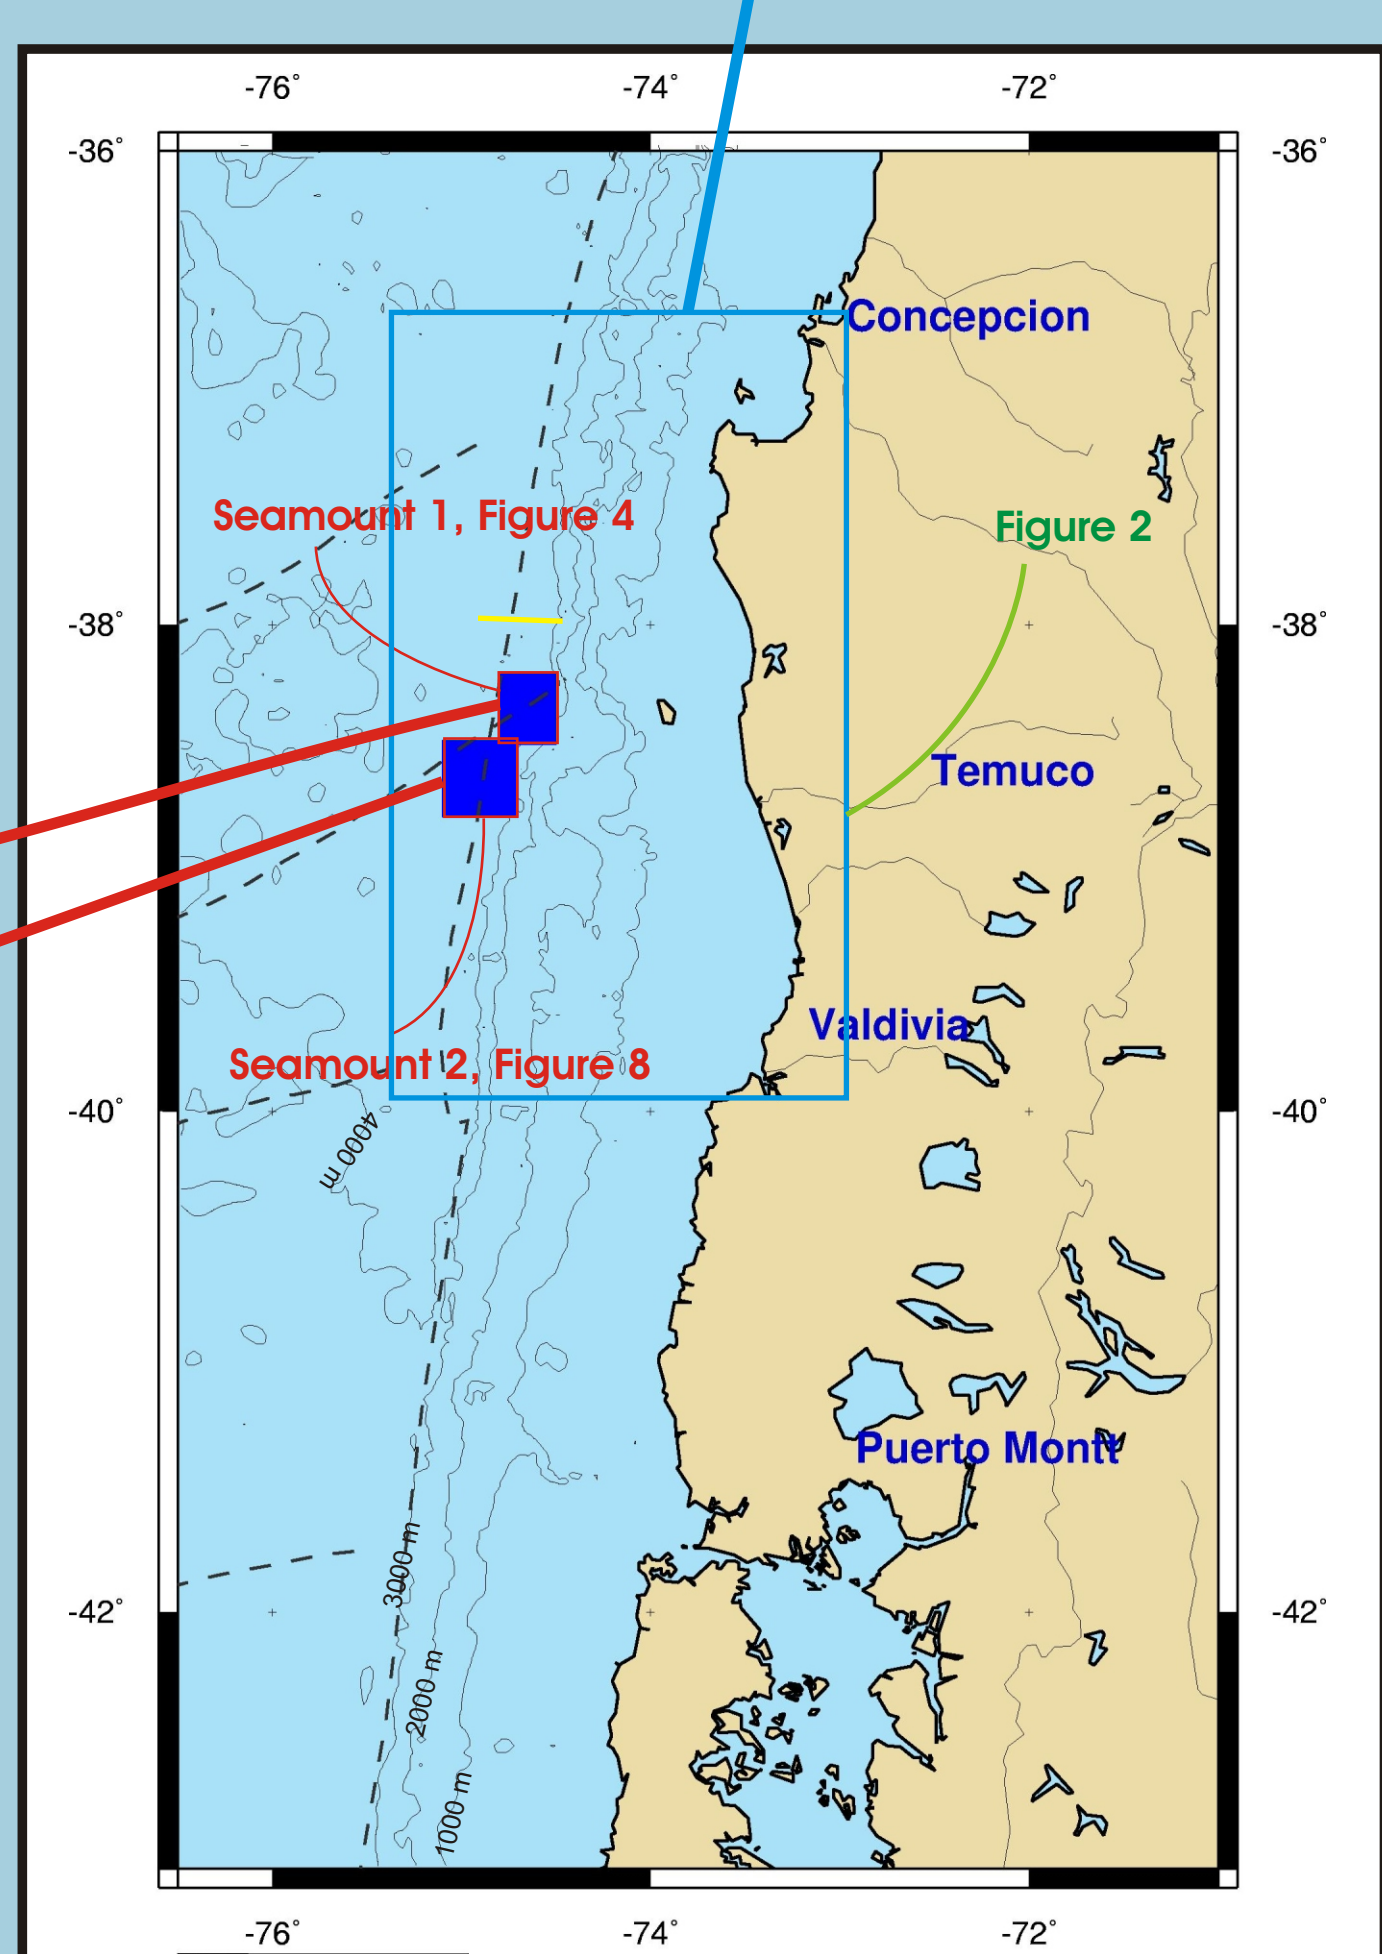 -76° -74° -72°
-36° -36°
Concepcion
Seamount 1, Figure 4
Figure 2
-38° -38°
Temuco
Valdivia
Seamount 2, Figure 8
-40° -40°
4000 m
Puerto Montt
3000 m
-42° -42°
2000 m
1000 m
-76° -74° -72°